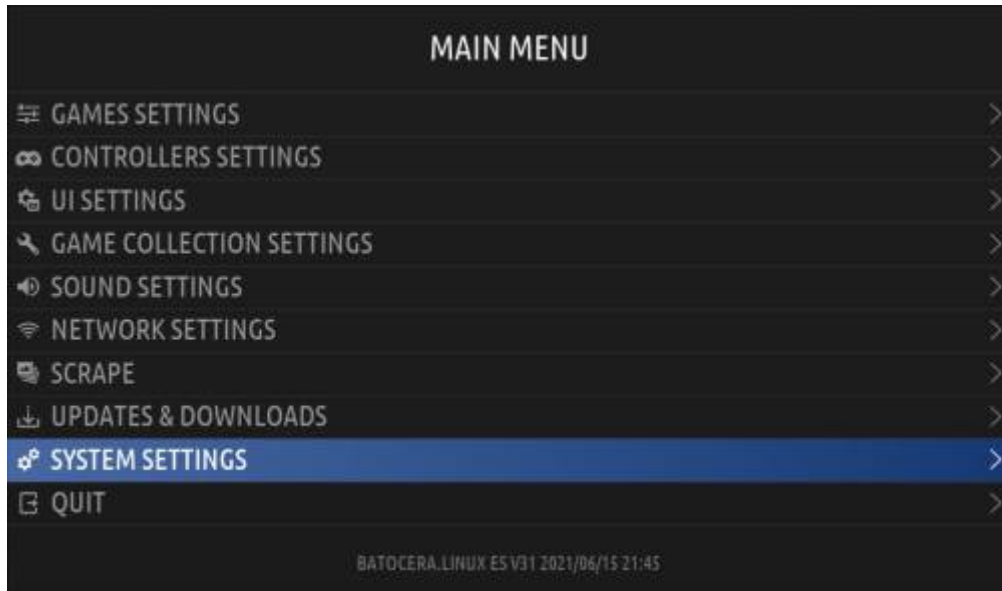 MAIN MENU
GAMES SETTINGS
CONTROLLERS SETTINGS
UI SETTINGS
GAME COLLECTION SETTINGS
SOUND SETTINGS
NETWORK SETTINGS
SCRAPE
UPDATES & DOWNLOADS
SYSTEM SETTINGS
QUIT
BATOCERA.LINUX ES V31 2021/06/15 21:45